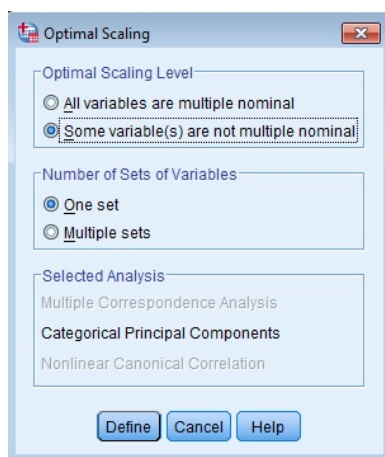 Optimal Scaling
Optimal Scaling Level
All variables are multiple nominal
Some variable(s) are not multiple nominal
Number of Sets of Variables
One set
Multiple sets
Selected Analysis
Multiple Correspondence Analysis
Categorical Principal Components
Nonlinear Canonical Correlation
Define Cancel Help